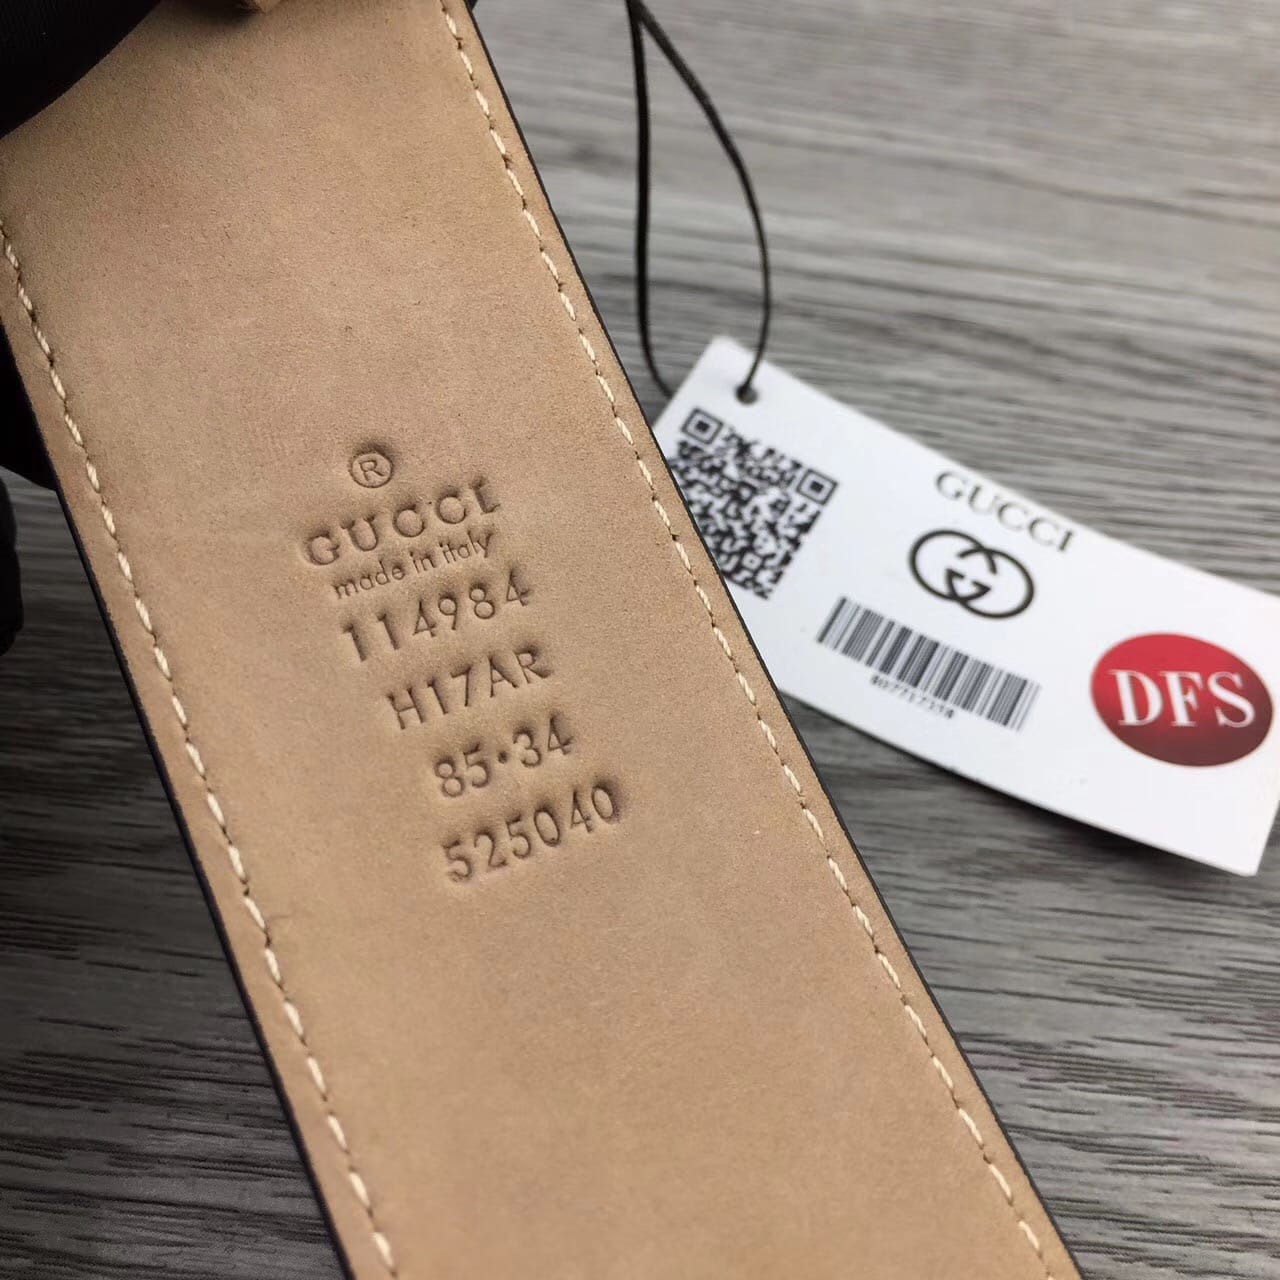 ®
GUCCI
made in italy
114984
H17AR
85·34
525040
GUCCI
DFS